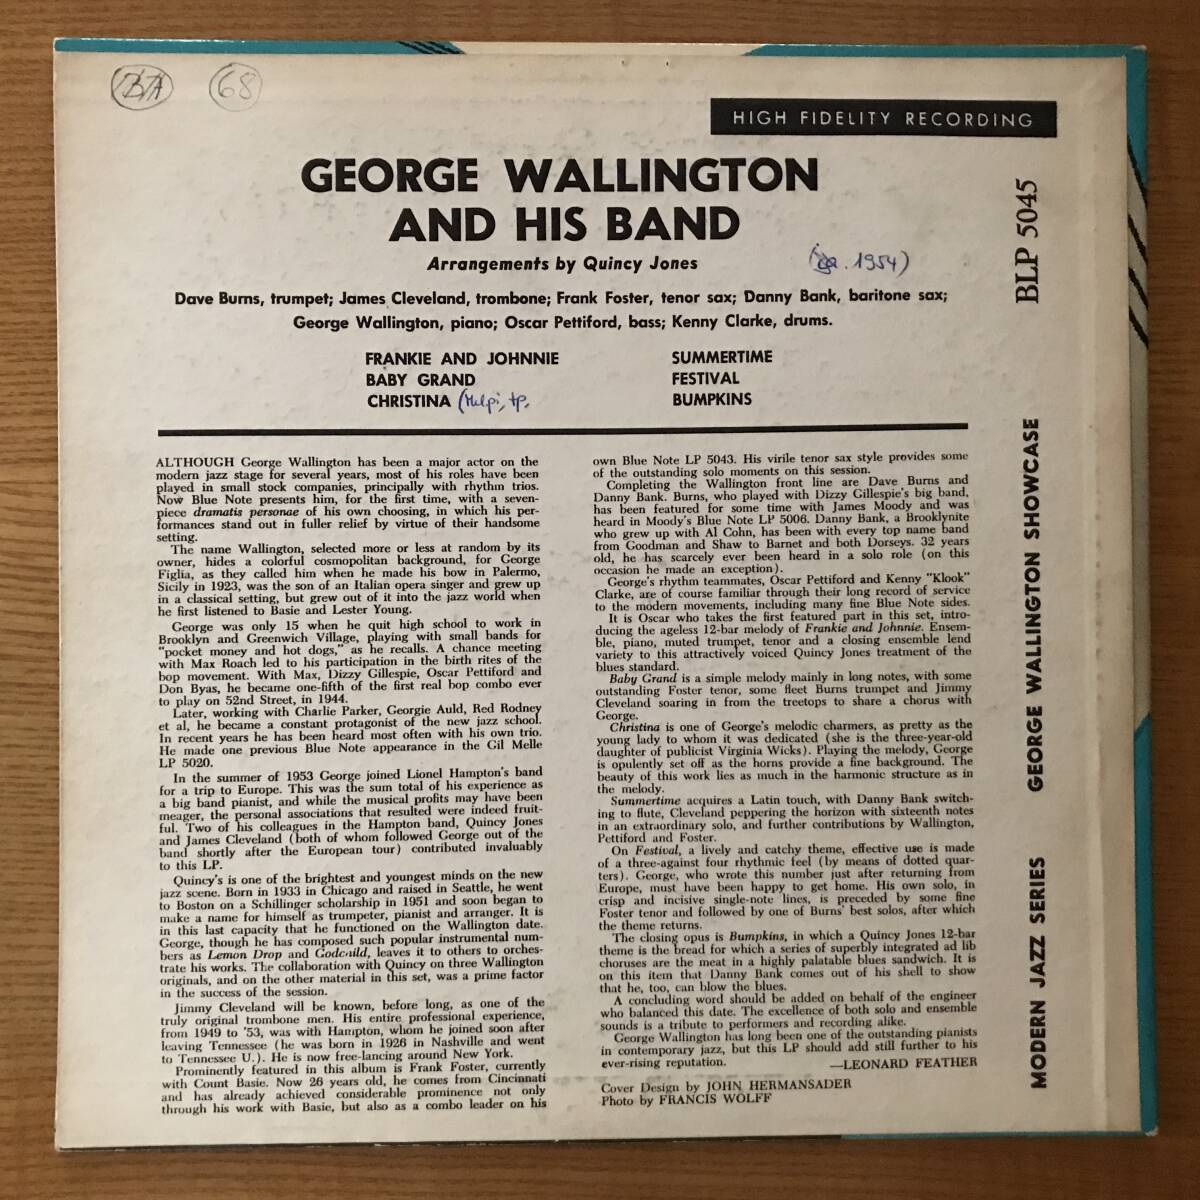 BTA 68
HIGH FIDELITY RECORDING
GEORGE WALLINGTON
AND HIS BAND
Arrangements by Quincy Jones
. 1954)
Dave Burns, trumpet; James Cleveland, trombone; Frank Foster, tenor sax; Danny Bank, baritone sax;
George Wallington, piano; Oscar Pettiford, bass; Kenny Clarke, drums.
FRANKIE AND JOHNNIE
BABY GRAND
CHRISTINA
SUMMERTIME
FESTIVAL
BUMPKINS
ALTHOUGH George Wallington has been a major actor on the
modern jazz stage for several years, most of his roles have been
played in small stock companies, principally with rhythm trios.
Now Blue Note presents him, for the first time, with a seven-
piece dramatis personae of his own choosing, in which his per-
formances stand out in fuller relief by virtue of their handsome
setting.
The name Wallington, selected more or less at random by its
owner, hides a colorful cosmopolitan background, for George
Figlia, as they called him when he made his bow in Palermo,
Sicily in 1923, was the son of an Italian opera singer and grew up
in a classical setting, but grew out of it into the jazz world when
he first listened to Basie and Lester Young.
George was only 15 when he quit high school to work in
Brooklyn and Greenwich Village, playing with small bands for
"pocket money and hot dogs," as he recalls. A chance meeting
with Max Roach led to his participation in the birth rites of the
bop movement. With Max, Dizzy Gillespie, Oscar Pettiford and
Don Byas, he became one-fifth of the first real bop combo ever
to play on 52nd Street, in 1944.
Later, working with Charlie Parker, Georgie Auld, Red Rodney
et al, he became a constant protagonist of the new jazz school.
In recent years he has been heard most often with his own trio.
He made one previous Blue Note appearance in the Gil Melle
LP 5020.
In the summer of 1953 George joined Lionel Hampton's band
for a trip to Europe. This was the sum total of his experience as
a big band pianist, and while the musical profits may have been
meager, the personal associations that resulted were indeed fruit-
ful. Two of his colleagues in the Hampton band, Quincy Jones
and James Cleveland (both of whom followed George out of the
band shortly after the European tour) contributed invaluably
to this LP.
Quincy's is one of the brightest and youngest minds on the new
jazz scene. Born in 1933 in Chicago and raised in Seattle, he went
to Boston on a Schillinger scholarship in 1951 and soon began to
make a name for himself as trumpeter, pianist and arranger. It is
in this last capacity that he functioned on the Wallington date.
George, though he has composed such popular instrumental num-
bers as Lemon Drop and Godchild, leaves it to others to orches-
trate his works. The collaboration with Quincy on three Wallington
originals, and on the other material in this set, was a prime factor
in the success of the session.
Jimmy Cleveland will be known, before long, as one of the
truly original trombone men. His entire professional experience,
from 1949 to '53, was with Hampton, whom he joined soon after
leaving Tennessee (he was born in 1926 in Nashville and went
to Tennessee U.). He is now free-lancing around New York.
Prominently featured in this album is Frank Foster, currently
with Count Basie. Now 26 years old, he comes from Cincinnati
and has already achieved considerable prominence not only
through his work with Basie, but also as a combo leader on his
own Blue Note LP 5043. His virile tenor sax style provides some
of the outstanding solo moments on this session.
Completing the Wallington front line are Dave Burns and
Danny Bank. Burns, who played with Dizzy Gillespie's big band,
has been featured for some time with James Moody and was
heard in Moody's Blue Note LP 5006. Danny Bank, a Brooklynite
who grew up with Al Cohn, has been with every top name band
from Goodman and Shaw to Barnet and both Dorseys. 32 years
old, he has scarcely ever been heard in a solo role (on this
occasion he made an exception).
George's rhythm teammates, Oscar Pettiford and Kenny "Klook"
Clarke, are of course familiar through their long record of service
to the modern movements, including many fine Blue Note sides.
It is Oscar who takes the first featured part in this set, intro-
ducing the ageless 12-bar melody of Frankie and Johnnie. Ensem-
ble, piano, muted trumpet, tenor and a closing ensemble lend
variety to this attractively voiced Quincy Jones treatment of the
blues standard.
Baby Grand is a simple melody mainly in long notes, with some
outstanding Foster tenor, some fleet Burns trumpet and Jimmy
Cleveland soaring in from the treetops to share a chorus with
George.
Christina is one of George's melodic charmers, as pretty as the
young lady to whom it was dedicated (she is the three-year-old
daughter of publicist Virginia Wicks). Playing the melody, George
is opulently set off as the horns provide a fine background. The
beauty of this work lies as much in the harmonic structure as in
the melody.
Summertime acquires a Latin touch, with Danny Bank switch-
ing to flute, Cleveland peppering the horizon with sixteenth notes
in an extraordinary solo, and further contributions by Wallington,
Pettiford and Foster.
On Festival, a lively and catchy theme, effective use is made
of a three-against four rhythmic feel (by means of dotted quar-
ters). George, who wrote this number just after returning from
Europe, must have been happy to get home. His own solo, in
crisp and incisive single-note lines, is preceded by some fine
Foster tenor and followed by one of Burns' best solos, after which
the theme returns.
The closing opus is Bumpkins, in which a Quincy Jones 12-bar
theme is the bread for which a series of superbly integrated ad lib
choruses are the meat in a highly palatable blues sandwich. It is
on this item that Danny Bank comes out of his shell to show
that he, too, can blow the blues.
A concluding word should be added on behalf of the engineer
who balanced this date. The excellence of both solo and ensemble
sounds is a tribute to performers and recording alike.
George Wallington has long been one of the outstanding pianists
in contemporary jazz, but this LP should add still further to his
ever-rising reputation.
—LEONARD FEATHER
Cover Design by JOHN HERMANSADER
Photo by FRANCIS WOLFF
BLP 5045
MODERN JAZZ SERIES GEORGE WALLINGTON SHOWCASE